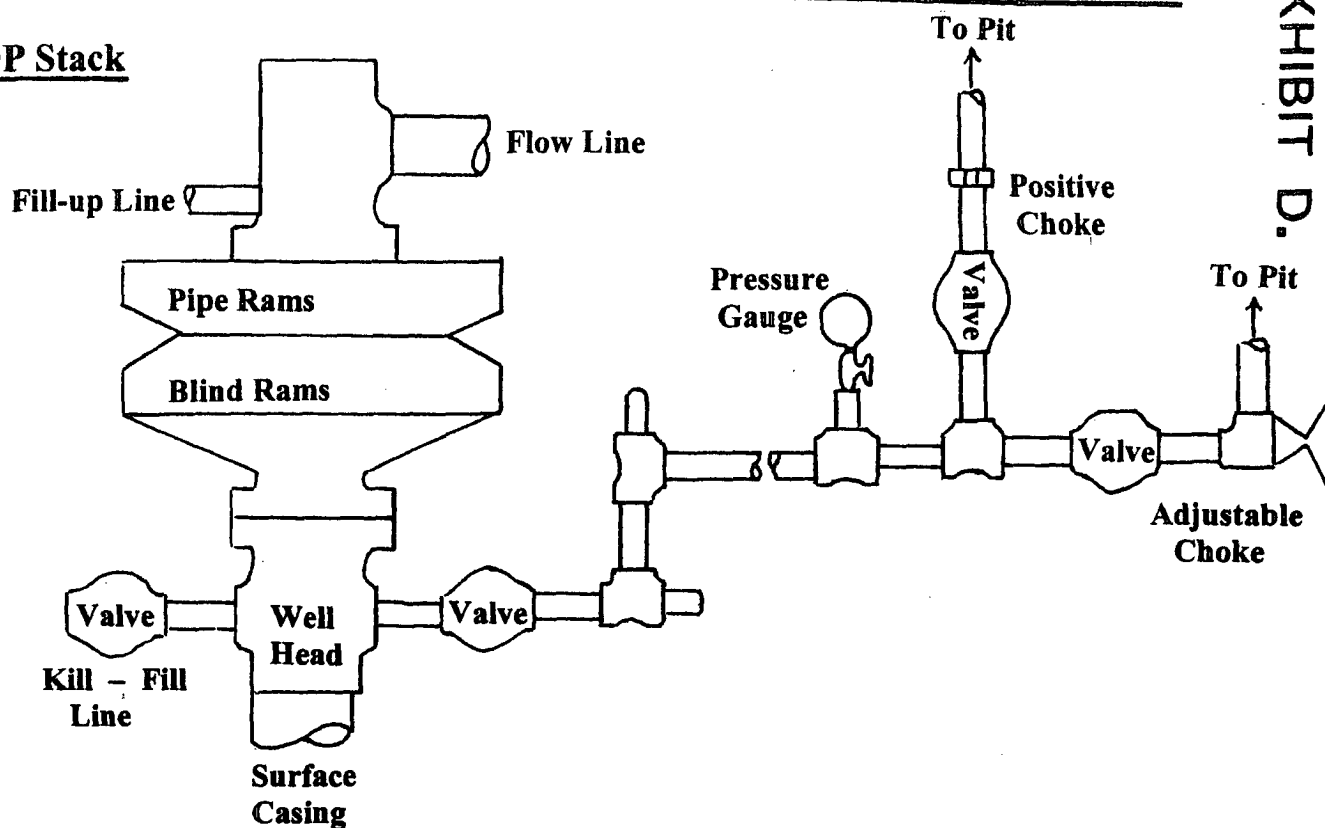 P Stack
To Pit
XHIBIT D.
Flow Line
Fill-up Line
Positive
Choke
Pressure
Gauge
Valve
To Pit
Pipe Rams
Blind Rams
Valve
Adjustable
Choke
Valve
Well
Head
Valve
Kill – Fill
Line
Surface
Casing